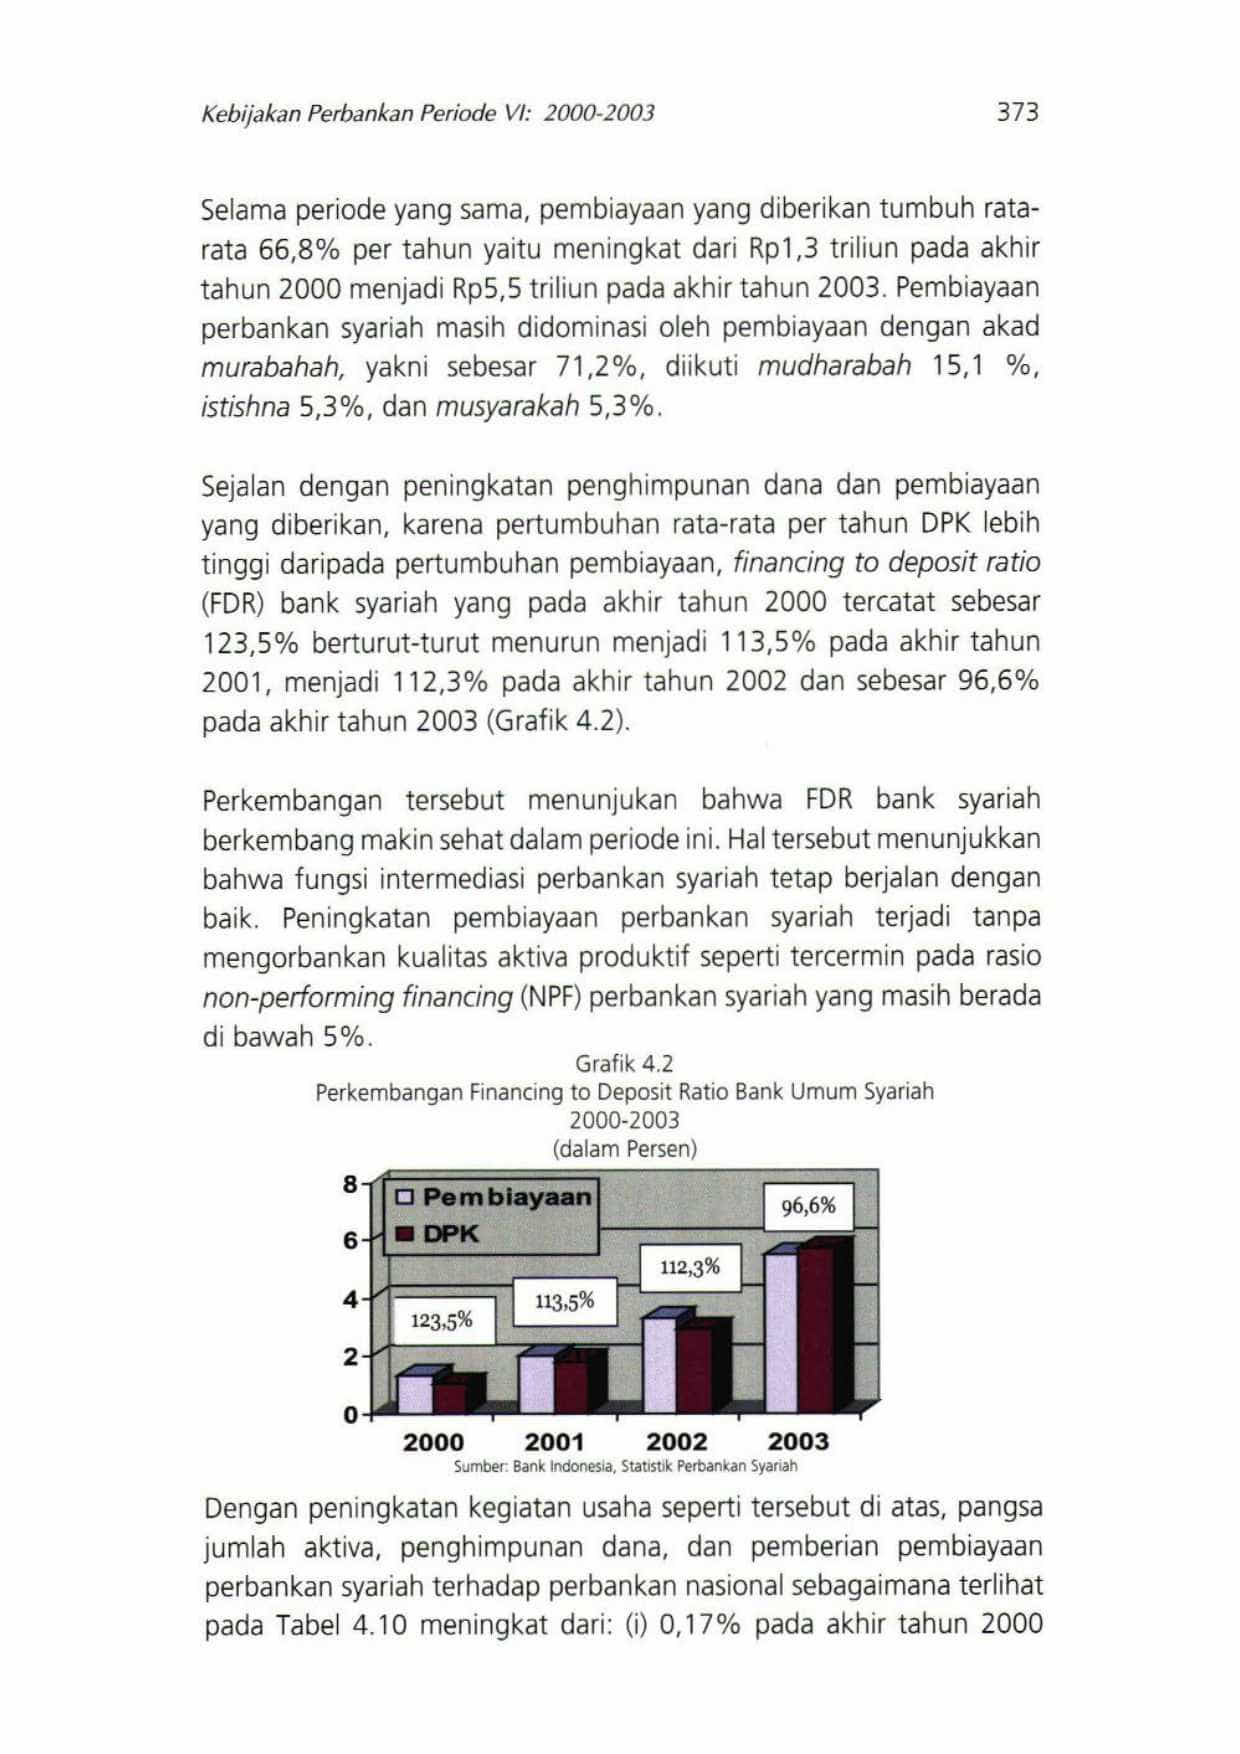 Kebijakan Perbankan Periode VI: 2000-2003 373
Selama periode yang sama, pembiayaan yang diberikan tumbuh rata-
rata 66,8% per tahun yaitu meningkat dari Rp1,3 triliun pada akhir
tahun 2000 menjadi Rp5,5 triliun pada akhir tahun 2003. Pembiayaan
perbankan syariah masih didominasi oleh pembiayaan dengan akad
murabahah, yakni sebesar 71,2%, diikuti mudharabah 15,1 %,
istishna 5,3%, dan musyarakah 5,3%.
Sejalan dengan peningkatan penghimpunan dana dan pembiayaan
yang diberikan, karena pertumbuhan rata-rata per tahun DPK lebih
tinggi daripada pertumbuhan pembiayaan, financing to deposit ratio
(FDR) bank syariah yang pada akhir tahun 2000 tercatat sebesar
123,5% berturut-turut menurun menjadi 113,5% pada akhir tahun
2001, menjadi 112,3% pada akhir tahun 2002 dan sebesar 96,6%
pada akhir tahun 2003 (Grafik 4.2).
Perkembangan tersebut menunjukan bahwa FDR bank syariah
berkembang makin sehat dalam periode ini. Hal tersebut menunjukkan
bahwa fungsi intermediasi perbankan syariah tetap berjalan dengan
baik. Peningkatan pembiayaan perbankan syariah terjadi tanpa
mengorbankan kualitas aktiva produktif seperti tercermin pada rasio
non-performing financing (NPF) perbankan syariah yang masih berada
di bawah 5%.
Grafik 4.2
Perkembangan Financing to Deposit Ratio Bank Umum Syariah
2000-2003
(dalam Persen)
8
Pembiayaan
96,6%
6
DPK
112,3%
4
113,5%
123,5%
2
0
2000 2001 2002 2003
Sumber: Bank Indonesia, Statistik Perbankan Syariah
Dengan peningkatan kegiatan usaha seperti tersebut di atas, pangsa
jumlah aktiva, penghimpunan dana, dan pemberian pembiayaan
perbankan syariah terhadap perbankan nasional sebagaimana terlihat
pada Tabel 4.10 meningkat dari: (i) 0,17% pada akhir tahun 2000